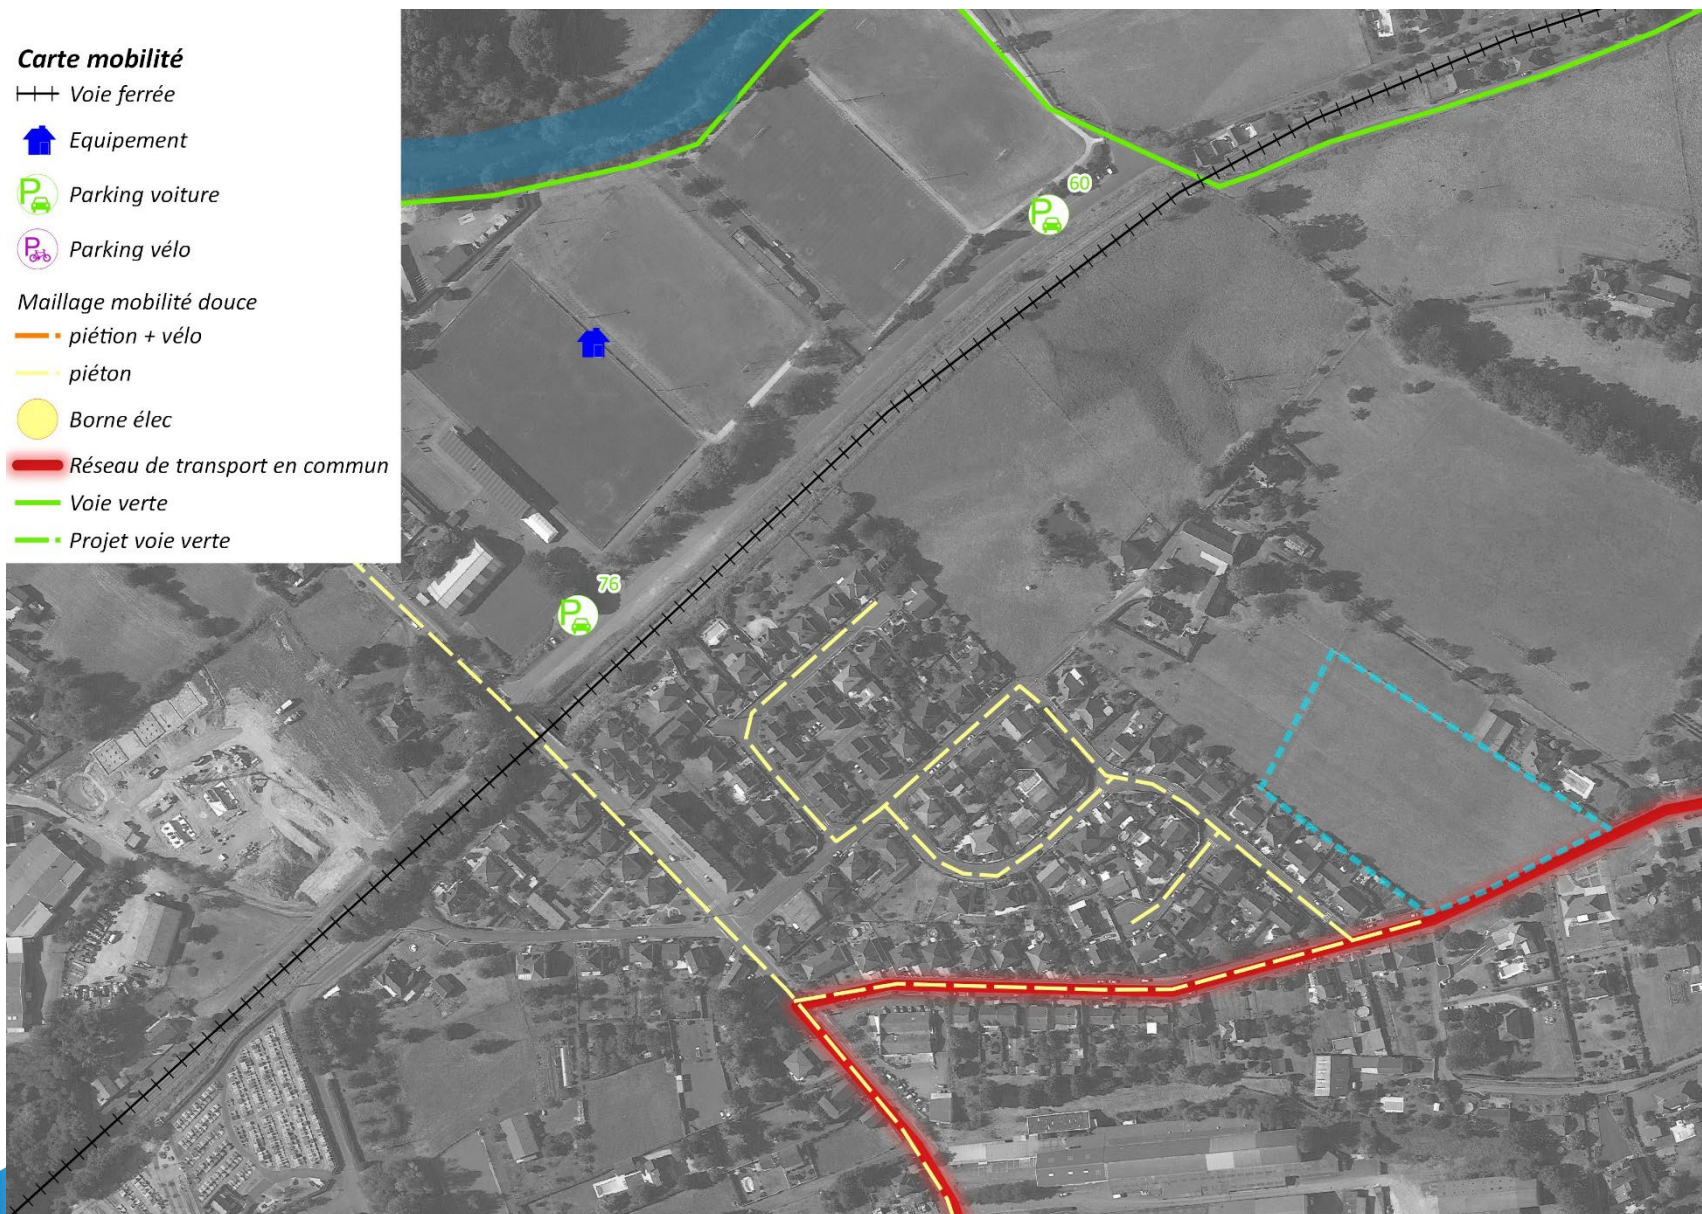 Carte mobilité
Voie ferrée
Equipement
P Parking voiture
P Parking vélo
Maillage mobilité douce
piétion + vélo
piéton
Borne élec
Réseau de transport en commun
Voie verte
Projet voie verte
60
P
76
P